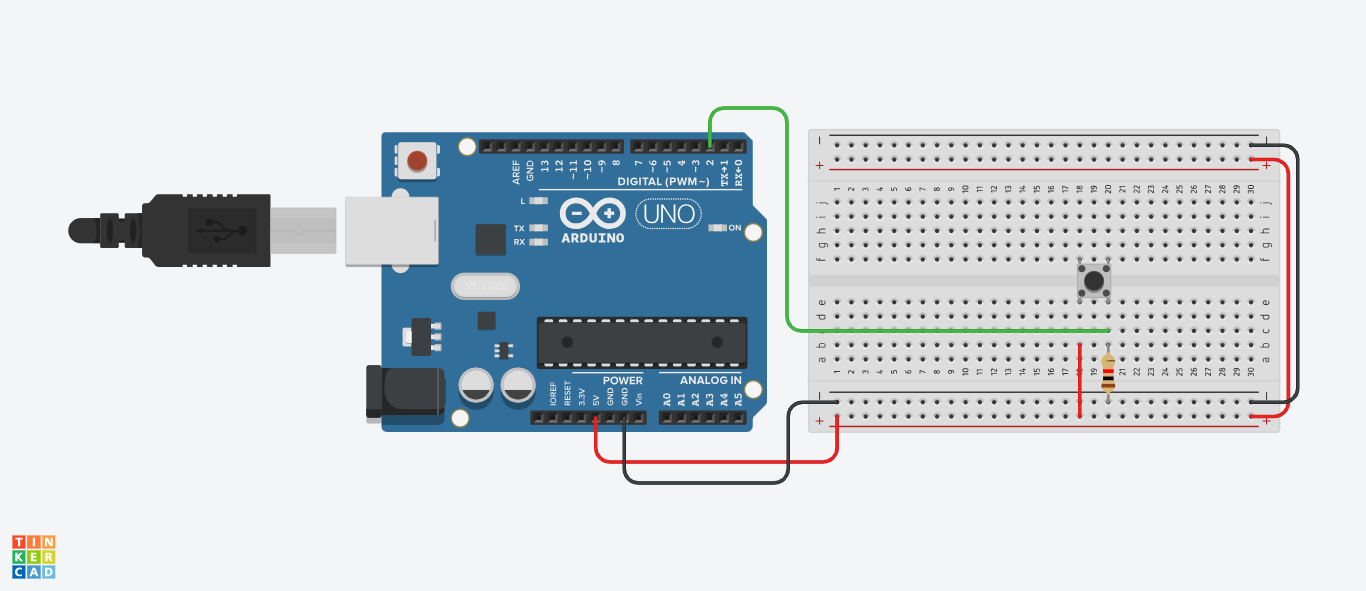 AREF
GND
13
12
~11
~10
~9
8
7
~6
~5
4
~3
2
TX→1
RX←0
DIGITAL (PWM~)
L
TX
RX
ARDUINO
UNO
ON
POWER
ANALOG IN
IOREF
RESET
3.3V
5V
GND
GND
Vin
A0
A1
A2
A3
A4
A5
− −
+ +
1 2 3 4 5 6 7 8 9 10 11 12 13 14 15 16 17 18 19 20 21 22 23 24 25 26 27 28 29 30
j j
i i
h h
g g
f f
e e
d d
c c
b b
a a
1 2 3 4 5 6 7 8 9 10 11 12 13 14 15 16 17 18 19 20 21 22 23 24 25 26 27 28 29 30
− −
+ +
TIN
KER
CAD